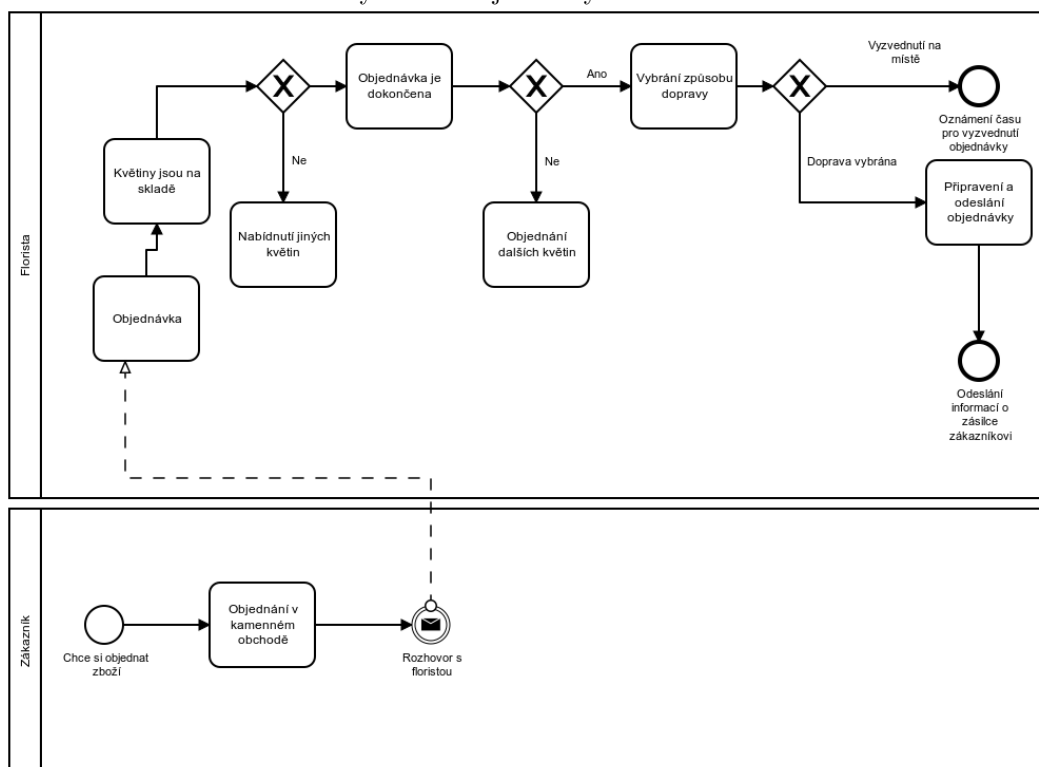 Vyzvednutí na
místě
Objednávka je
dokončena
Ano
Vybrání způsobu
dopravy
Oznámení času
pro vyzvednutí
objednávky
Květiny jsou na
skladě
Ne
Ne
Doprava vybrána
Připravení a
odeslání
objednávky
Nabídnutí jiných
květin
Objednání
dalších květin
Florista
Objednávka
Odeslání
informací o
zásilce
zákazníkovi
Zákazník
Chce si objednat
zboží
Objednání v
kamenném
obchodě
Rozhovor s
floristou